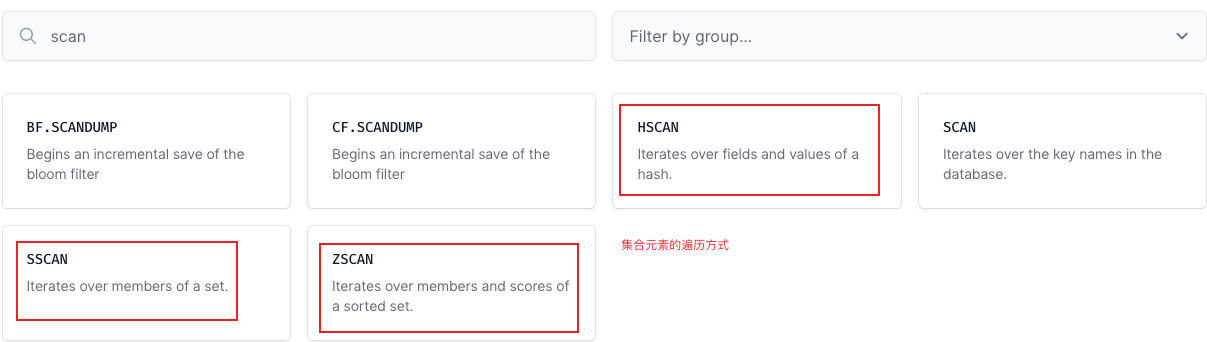 scan
Filter by group...
BF.SCANDUMP
Begins an incremental save of the
bloom filter
CF.SCANDUMP
Begins an incremental save of the
bloom filter
HSCAN
Iterates over fields and values of a
hash.
SCAN
Iterates over the key names in the
database.
SSCAN
Iterates over members of a set.
ZSCAN
Iterates over members and scores of
a sorted set.
集合元素的遍历方式